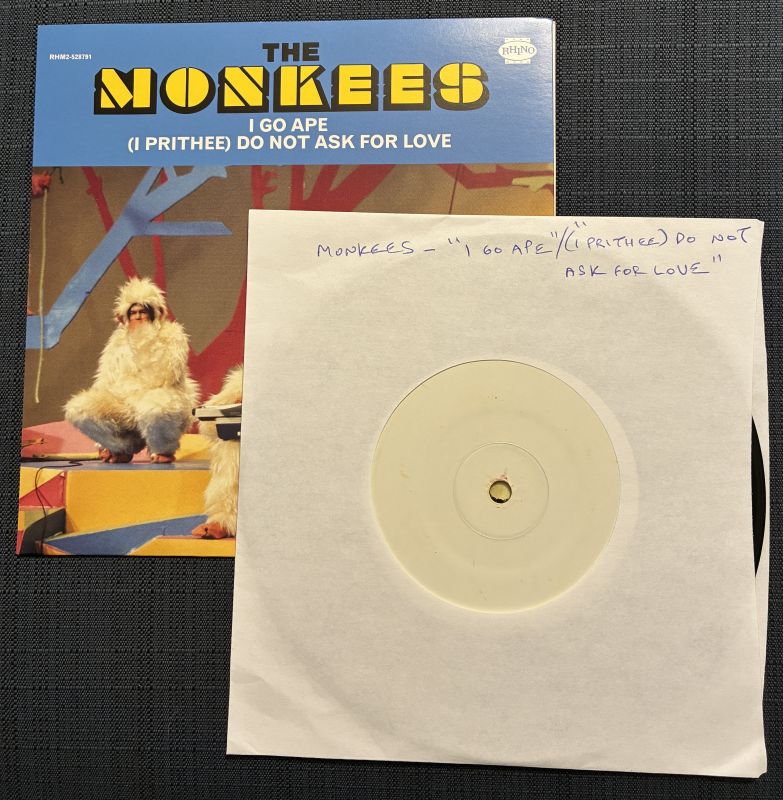 RHM2-528791
THE
MONKEES
RHINO
I GO APE
(I PRITHEE) DO NOT ASK FOR LOVE
MONKEES - "I GO APE"/("I PRITHEE) DO NOT
ASK FOR LOVE"